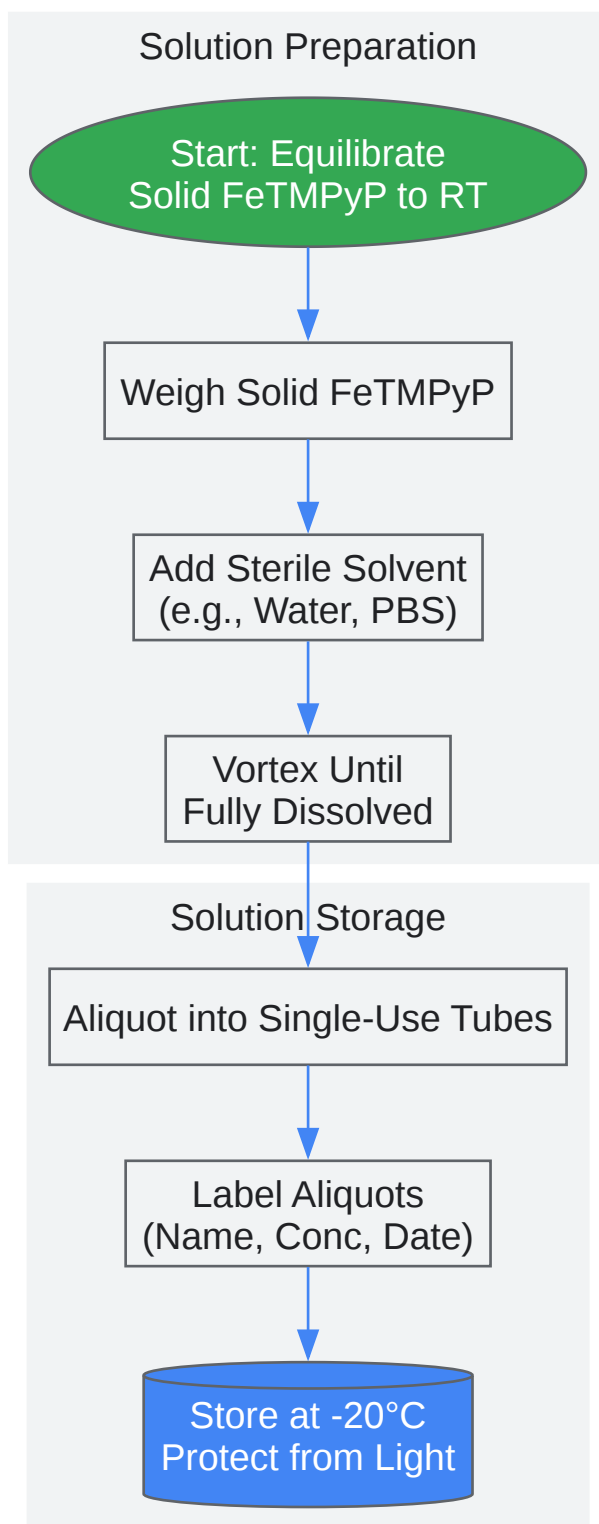 Solution Preparation
Start: Equilibrate
Solid FeTMPyP to RT
Weigh Solid FeTMPyP
Add Sterile Solvent
(e.g., Water, PBS)
Vortex Until
Fully Dissolved
Solution Storage
Aliquot into Single-Use Tubes
Label Aliquots
(Name, Conc, Date)
Store at -20°C
Protect from Light